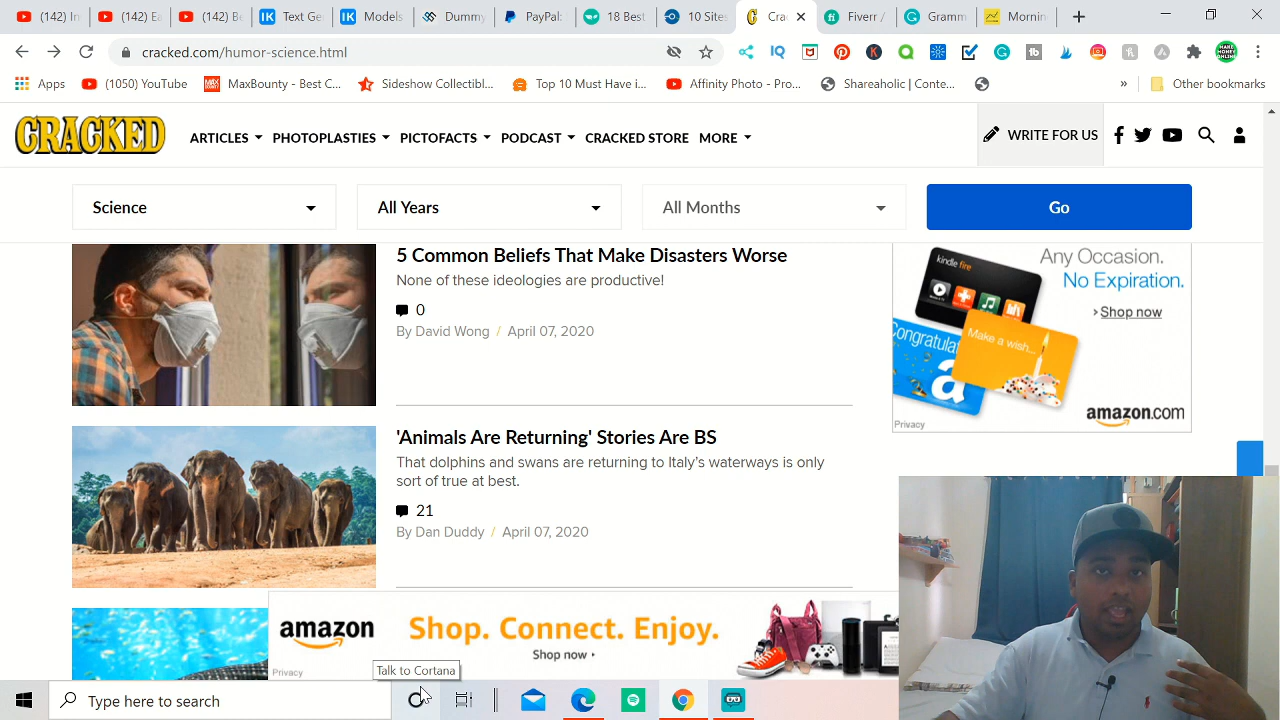 (142) In
(142) Ea
Text Ge
Models
Dummy
PayPal
18 Best
10 Site
Cra
Fiverr /
Gramm
Mornin
cracked.com/humor-science.html
Apps
(1050) YouTube
MaxBounty - Best C...
Sideshow Collectibl...
Top 10 Must Have i...
Affinity Photo - Pro...
Shareaholic | Conte...
»
Other bookmarks
CRACKED
ARTICLES
PHOTOPLASTIES
PICTOFACTS
PODCAST
CRACKED STORE
MORE
WRITE FOR US
Science
All Years
All Months
Go
5 Common Beliefs That Make Disasters Worse
None of these ideologies are productive!
0
By David Wong / April 07, 2020
'Animals Are Returning' Stories Are BS
That dolphins and swans are returning to Italy's waterways is only
sort of true at best.
21
By Dan Duddy / April 07, 2020
kindle fire
Any Occasion.
No Expiration.
Shop now
Make a wish...
a
amazon.com
Privacy
amazon
Shop. Connect. Enjoy.
Shop now
Privacy
Talk to Cortana
Type here to search